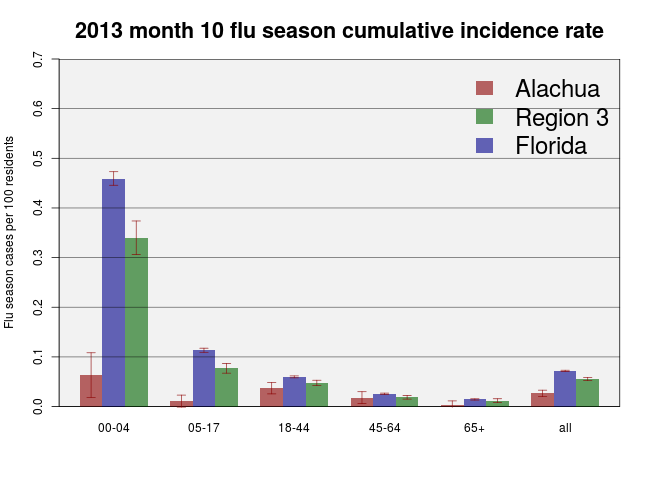 2013 month 10 flu season cumulative incidence rate
Flu season cases per 100 residents
0.7
0.6
0.5
0.4
0.3
0.2
0.1
0.0
Alachua
Region 3
Florida
00-04 05-17 18-44 45-64 65+ all